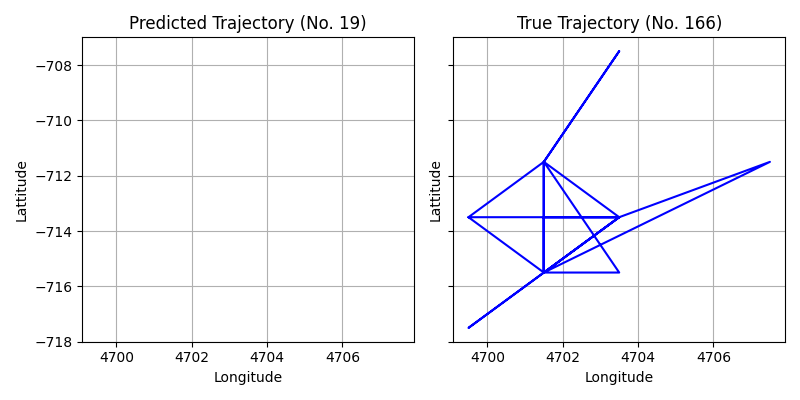 Predicted Trajectory (No. 19)
True Trajectory (No. 166)
Lattitude
−708
−710
−712
−714
−716
−718
4700
4702
4704
4706
Longitude
Lattitude
4700
4702
4704
4706
Longitude